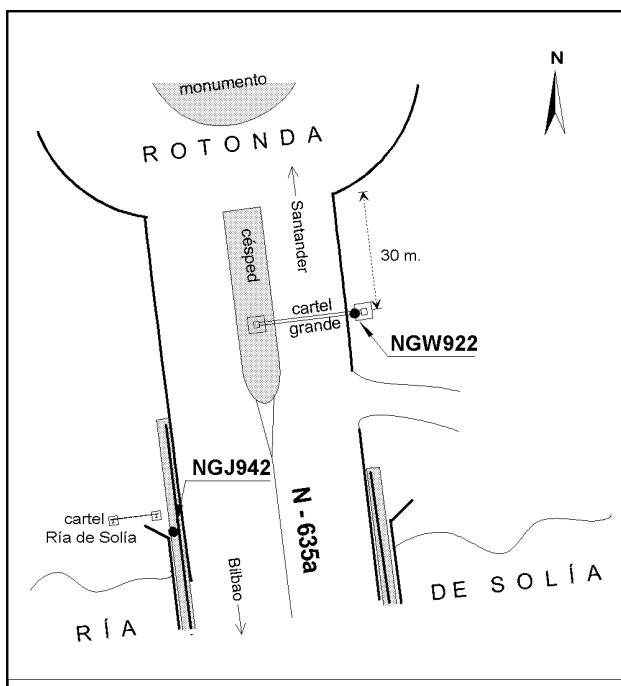 monumento
ROTONDA
N
Santander
césped
30 m.
cartel
grande
NGW922
NGJ942
N - 635a
cartel
Ría de Solía
Bilbao
RÍA
DE SOLÍA